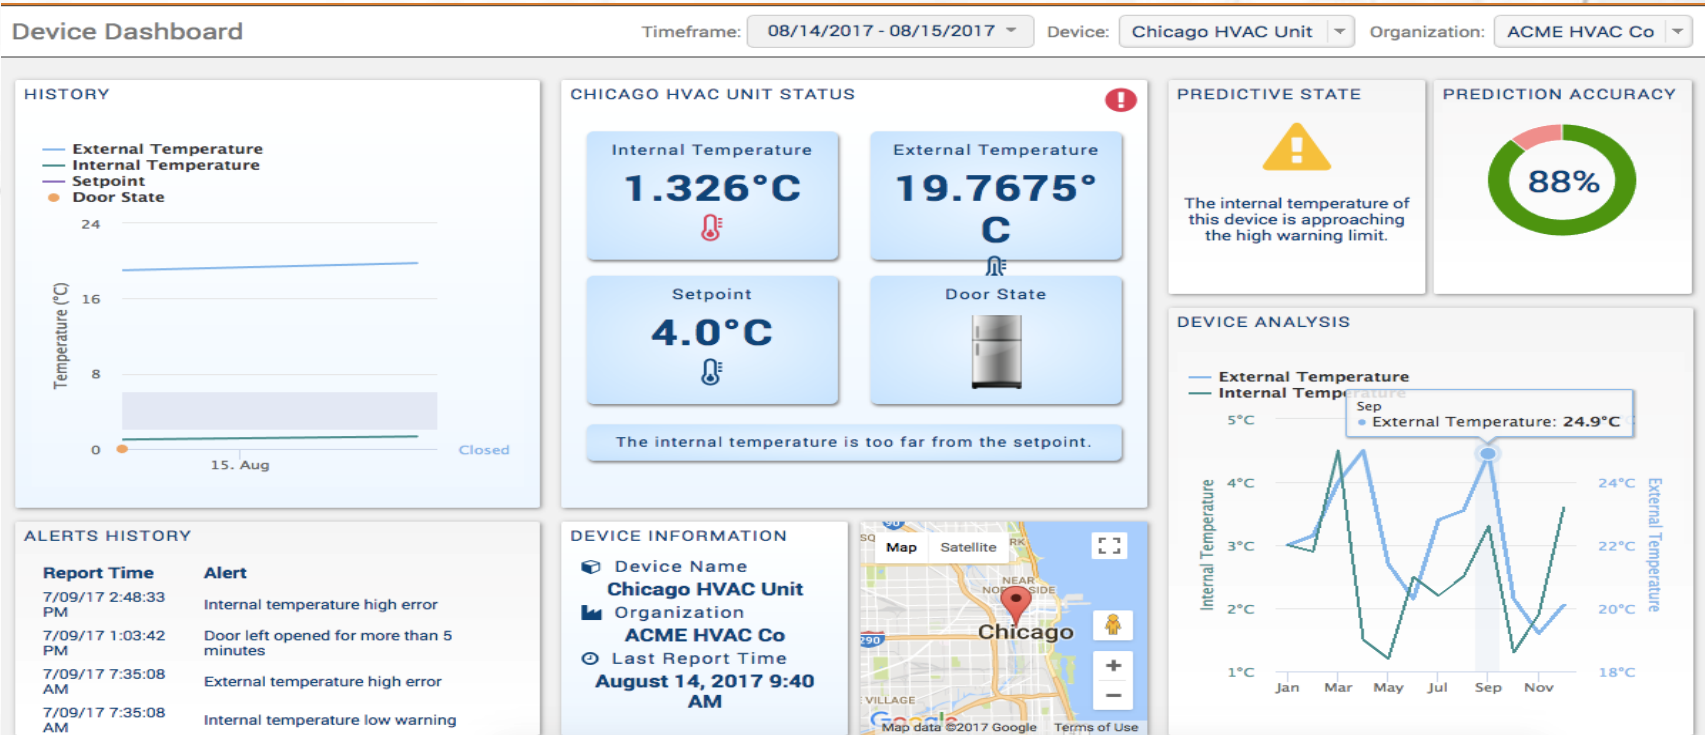 Device Dashboard
Timeframe: 08/14/2017 - 08/15/2017 Device: Chicago HVAC Unit Organization: ACME HVAC Co
HISTORY
External Temperature
Internal Temperature
Setpoint
Door State
24
16
8
0
Temperature (°C)
15. Aug
Closed
CHICAGO HVAC UNIT STATUS
Internal Temperature
1.326°C
External Temperature
19.7675°
C
Setpoint
4.0°C
Door State
The internal temperature is too far from the setpoint.
PREDICTIVE STATE
The internal temperature of
this device is approaching
the high warning limit.
PREDICTION ACCURACY
88%
DEVICE ANALYSIS
External Temperature
Internal Temperature
Sep
External Temperature: 24.9°C
5°C
4°C
3°C
2°C
1°C
Internal Temperature
24°C
22°C
20°C
18°C
External Temperature
Jan Mar May Jul Sep Nov
ALERTS HISTORY
Report Time Alert
7/09/17 2:48:33
PM
Internal temperature high error
7/09/17 1:03:42
PM
Door left opened for more than 5
minutes
7/09/17 7:35:08
AM
External temperature high error
7/09/17 7:35:08
AM
Internal temperature low warning
DEVICE INFORMATION
Device Name
Chicago HVAC Unit
Organization
ACME HVAC Co
Last Report Time
August 14, 2017 9:40
AM
90
Map Satellite
NEAR
SIDE
Chicago
290
VILLAGE
Google
Map data ©2017 Google Terms of Use